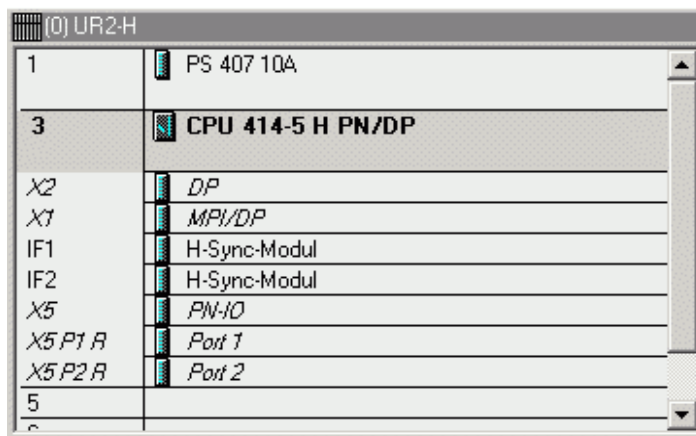 (0) UR2-H
1 PS 407 10A
3 CPU 414-5 H PN/DP
X2 DP
X1 MPI/DP
IF1 H-Sync-Modul
IF2 H-Sync-Modul
X5 PN-IO
X5 P1 R Port 1
X5 P2 R Port 2
5